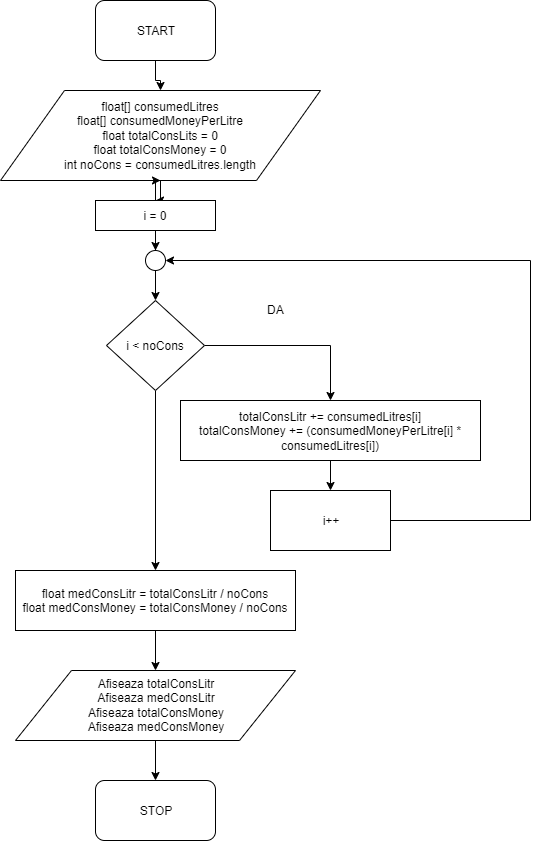 START
float[] consumedLitres
float[] consumedMoneyPerLitre
float totalConsLits = 0
float totalConsMoney = 0
int noCons = consumedLitres.length
i = 0
DA
i < noCons
totalConsLitr += consumedLitres[i]
totalConsMoney += (consumedMoneyPerLitre[i] *
consumedLitres[i])
i++
float medConsLitr = totalConsLitr / noCons
float medConsMoney = totalConsMoney / noCons
Afiseaza totalConsLitr
Afiseaza medConsLitr
Afiseaza totalConsMoney
Afiseaza medConsMoney
STOP